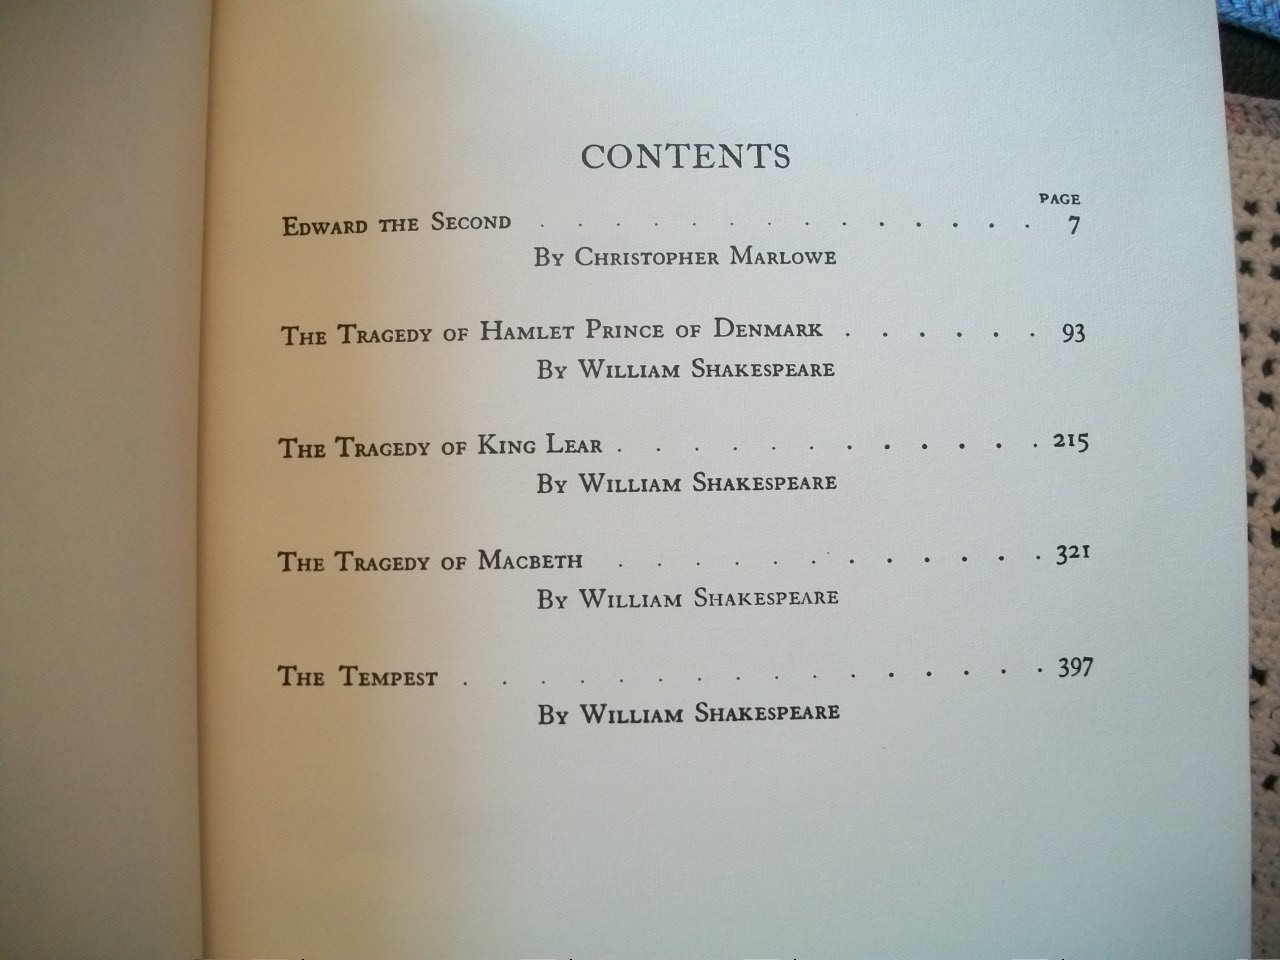 CONTENTS
PAGE
EDWARD THE SECOND . . . . . . . . . . . . . . 7
BY CHRISTOPHER MARLOWE
THE TRAGEDY OF HAMLET PRINCE OF DENMARK . . . . . . 93
BY WILLIAM SHAKESPEARE
THE TRAGEDY OF KING LEAR . . . . . . . . . . . . 215
BY WILLIAM SHAKESPEARE
THE TRAGEDY OF MACBETH . . . . . . . . . . . . 321
BY WILLIAM SHAKESPEARE
THE TEMPEST . . . . . . . . . . . . . . . . 397
BY WILLIAM SHAKESPEARE